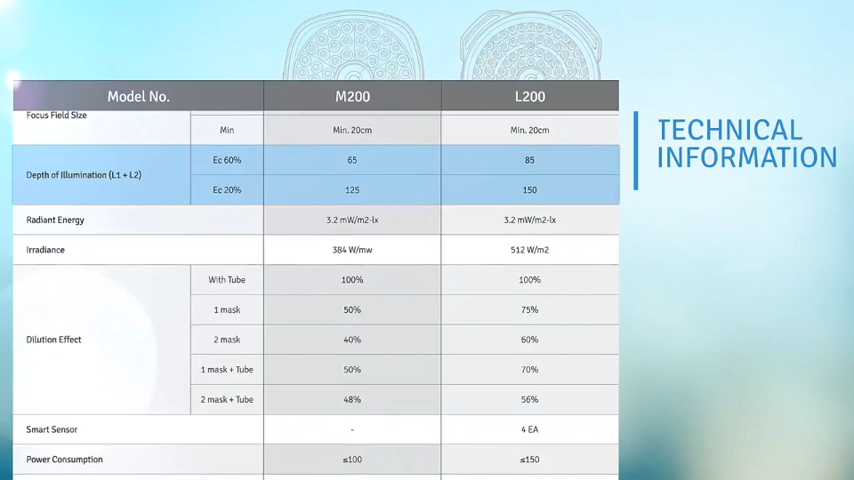 Model No. M200 L200
Focus Field Size
Min Min. 20cm Min. 20cm
Depth of Illumination (L1 + L2)
Ec 60% 65 85
Ec 20% 125 150
Radiant Energy 3.2 mW/m2-lx 3.2 mW/m2-lx
Irradiance 384 W/mw 512 W/m2
Dilution Effect
With Tube 100% 100%
1 mask 50% 75%
2 mask 40% 60%
1 mask + Tube 50% 70%
2 mask + Tube 48% 56%
Smart Sensor - 4 EA
Power Consumption ≤100 ≤150
TECHNICAL
INFORMATION